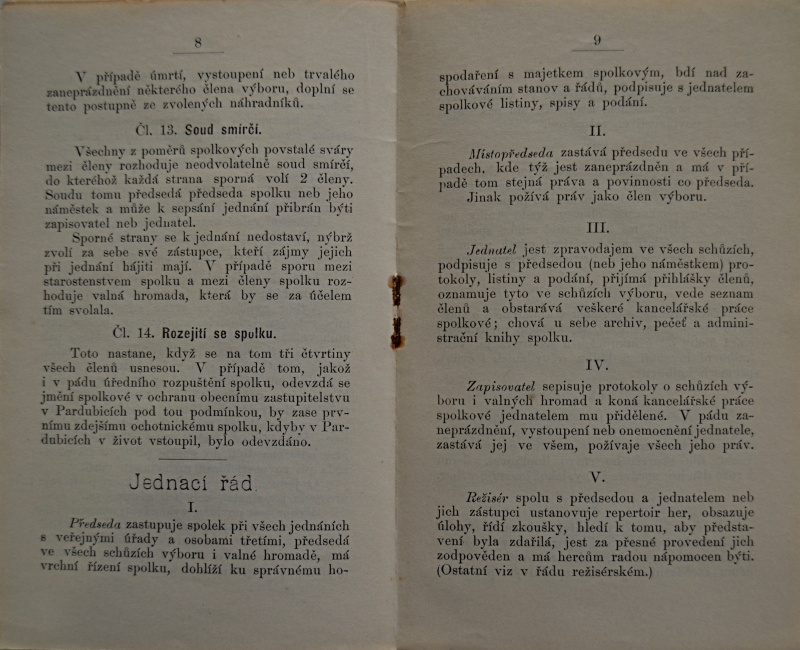 8
V případě úmrtí, vystoupení neb trvalého
zaneprázdnění některého člena výboru, doplní se
tento postupně ze zvolených náhradníků.
Čl. 13. Soud smírčí.
Všechny z poměrů spolkových povstalé sváry
mezi členy rozhoduje neodvolatelně soud smírčí,
do kteréhož každá strana sporná volí 2 členy.
Soudu tomu předsedá předseda spolku neb jeho
náměstek a může k sepsání jednání přibrán býti
zapisovatel neb jednatel.
Sporné strany se k jednání nedostaví, nýbrž
zvolí za sebe své zástupce, kteří zájmy jejich
při jednání hájiti mají. V případě sporu mezi
starostenstvem spolku a mezi členy spolku roz-
hoduje valná hromada, která by se za účelem
tím svolala.
Čl. 14. Rozejití se spolku.
Toto nastane, když se na tom tři čtvrtiny
všech členů usnesou. V případě tom, jakož
i v pádu úředního rozpuštění spolku, odevzdá se
jmění spolkové v ochranu obecnímu zastupitelstvu
v Pardubicích pod tou podmínkou, by zase prv-
nímu zdejšímu ochotnickému spolku, kdyby v Par-
dubicích v život vstoupil, bylo odevzdáno.
Jednací řád.
I.
Předseda zastupuje spolek při všech jednáních
s veřejnými úřady a osobami třetími, předsedá
ve všech schůzích výboru i valné hromadě, má
vrchní řízení spolku, dohlíží ku správnému ho-
9
spodaření s majetkem spolkovým, bdí nad za-
chováváním stanov a řádů, podpisuje s jednatelem
spolkové listiny, spisy a podání.
II.
Místopředseda zastává předsedu ve všech pří-
padech, kde týž jest zaneprázdněn a má v pří-
padě tom stejná práva a povinnosti co předseda.
Jinak požívá práv jako člen výboru.
III.
Jednatel jest zpravodajem ve všech schůzích,
podpisuje s předsedou (neb jeho náměstkem) pro-
tokoly, listiny a podání, přijímá přihlášky členů,
oznamuje tyto ve schůzích výboru, vede seznam
členů a obstarává veškeré kancelářské práce
spolkové; chová u sebe archiv, pečeť a admini-
strační knihy spolku.
IV.
Zapisovatel sepisuje protokoly o schůzích vý-
boru i valných hromad a koná kancelářské práce
spolkové jednatelem mu přidělené. V pádu za-
neprázdnění, vystoupení neb onemocnění jednatele,
zastává jej ve všem, požívaje všech jeho práv.
V.
Režisér spolu s předsedou a jednatelem neb
jich zástupci ustanovuje repertoir her, obsazuje
úlohy, řídí zkoušky, hledí k tomu, aby předsta-
vení byla zdařilá, jest za přesné provedení jich
zodpověden a má hercům radou nápomocen býti.
(Ostatní viz v řádu režisérském.)